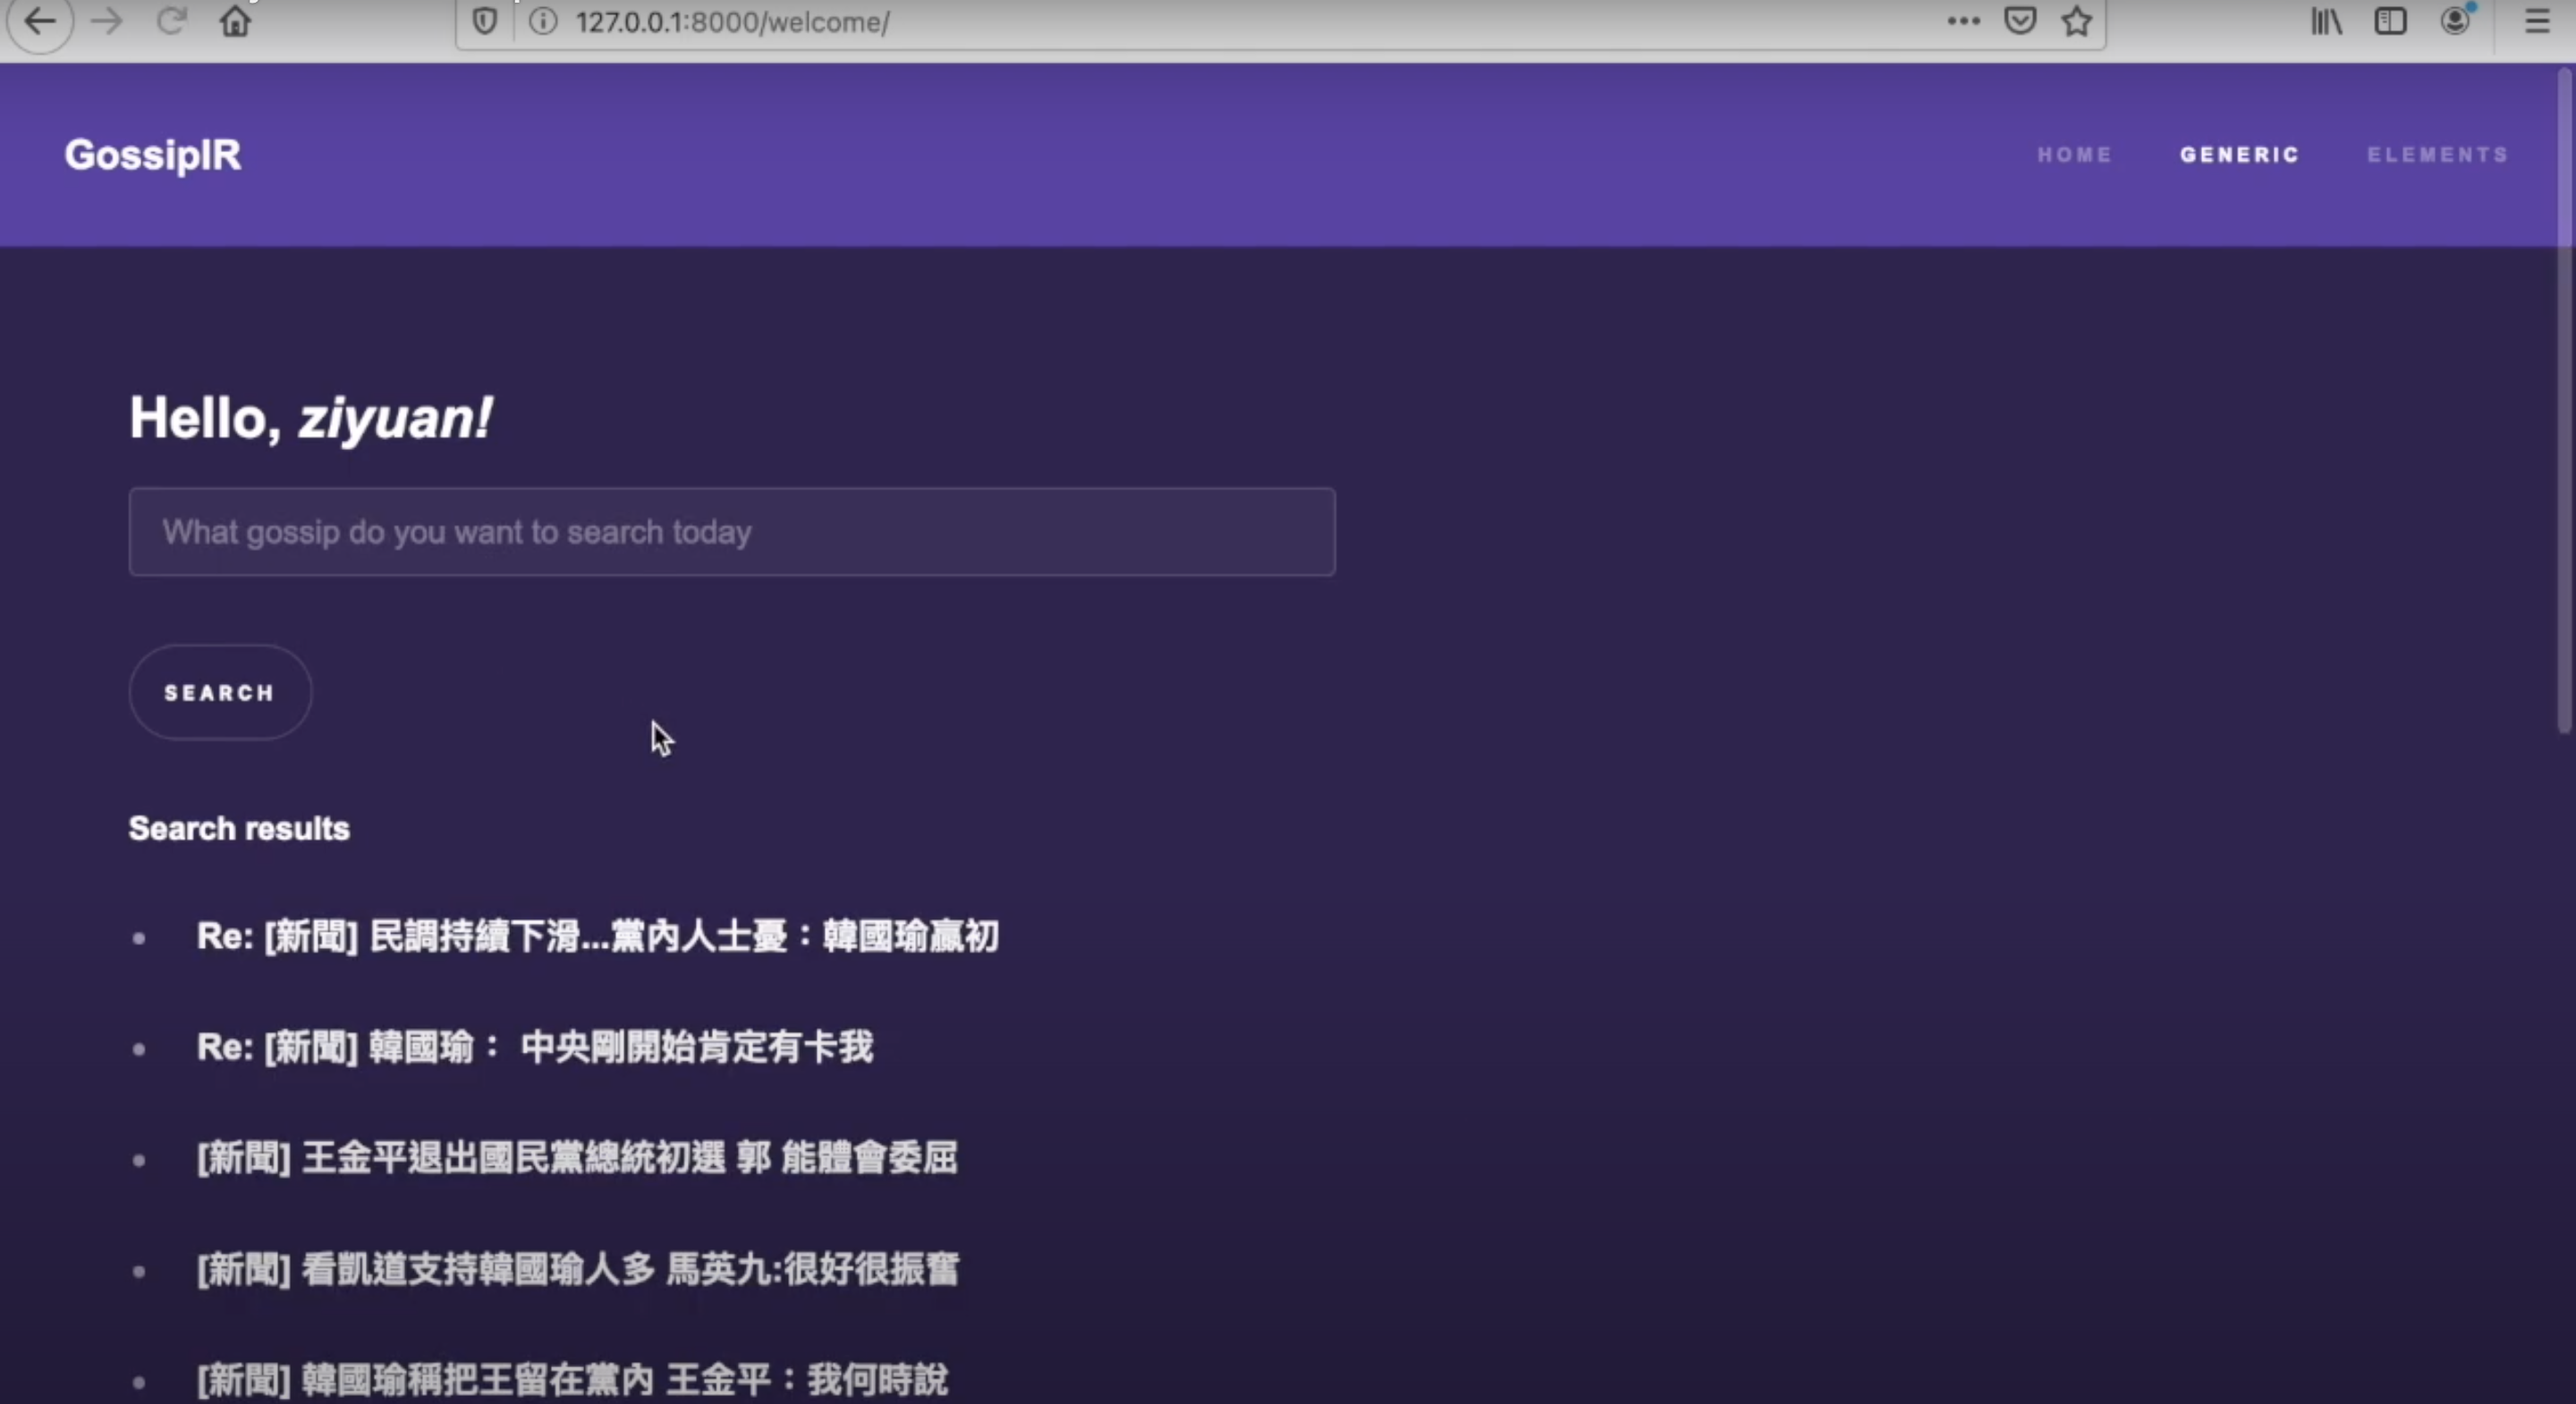 127.0.0.1:8000/welcome/
GossipIR
HOME GENERIC ELEMENTS
Hello, ziyuan!
What gossip do you want to search today
SEARCH
Search results
Re: [新聞] 民調持續下滑...黨內人士憂：韓國瑜贏初
Re: [新聞] 韓國瑜： 中央剛開始肯定有卡我
[新聞] 王金平退出國民黨總統初選 郭 能體會委屈
[新聞] 看凱道支持韓國瑜人多 馬英九:很好很振奮
[新聞] 韓國瑜稱把王留在黨內 王金平：我何時說